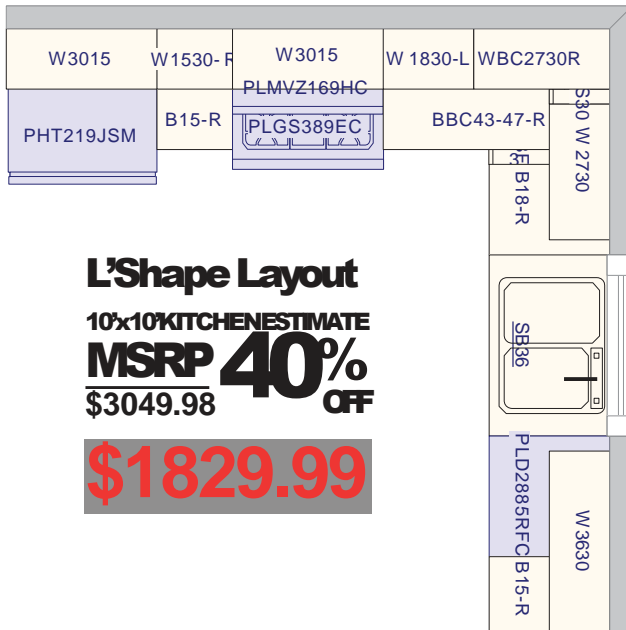 W3015
W1530-R
W3015
W 1830-L
WBC2730R
PLMVZ169HC
PHT219JSM
B15-R
PLGS389EC
BBC43-47-R
S30 W 2730
B18-R
L'Shape Layout
10'x10'KITCHENESTIMATE
MSRP 40%
$3049.98 OFF
SB36
$1829.99
PLD2885RFC
W3630
B15-R